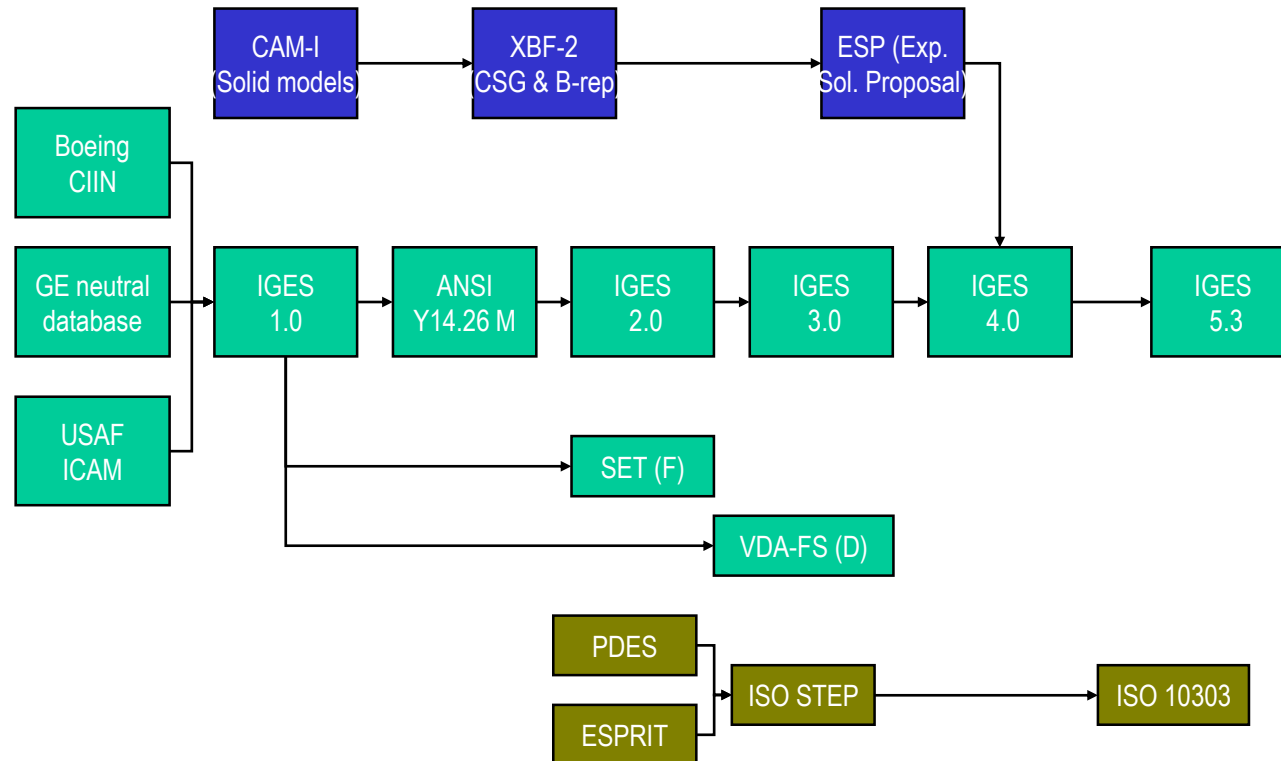 CAM-I
(Solid models)
XBF-2
(CSG & B-rep)
ESP (Exp.
Sol. Proposal)
Boeing
CIIN
GE neutral
database
USAF
ICAM
IGES
1.0
ANSI
Y14.26 M
IGES
2.0
IGES
3.0
IGES
4.0
IGES
5.3
SET (F)
VDA-FS (D)
PDES
ESPRIT
ISO STEP
ISO 10303